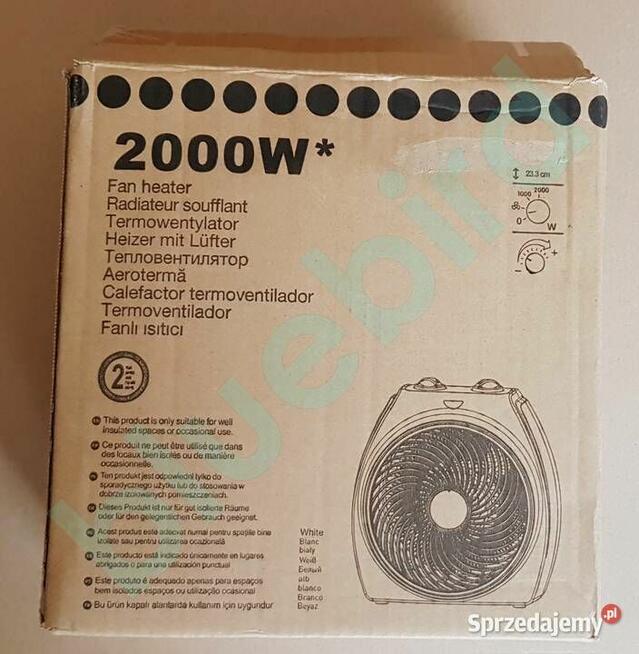 2000W*
Fan heater
Radiateur soufflant
Termowentylator
Heizer mit Lüfter
Тепловентилятор
Aerotermă
Calefactor termoventilador
Termoventilador
Fanlı ısıtıcı
23.3 cm
1000 2000
0 W
- +
2
This product is only suitable for well
insulated spaces or occasional use.
Ce produit ne peut être utilisé que dans
des locaux bien isolés ou de manière
occasionnelle.
Ten produkt jest odpowiedni tylko do
sporadycznego użytku lub do stosowania w
dobrze izolowanych pomieszczeniach.
Dieses Produkt ist nur für gut isolierte Räume
oder für den gelegentlichen Gebrauch geeignet.
Acest produs este adecvat numai pentru spațiile bine
izolate sau pentru utilizarea ocazională
Este producto está indicado únicamente en lugares
abrigados o para una utilización puntual
Este produto é adequado apenas para espaços
bem isolados espaços ou utilização ocasional
Bu ürün kapalı alanlarda kullanım için uygundur
White
Blanc
biały
Weiß
Белый
alb
blanco
Branco
Beyaz
bluebird
Sprzedajemy.pl